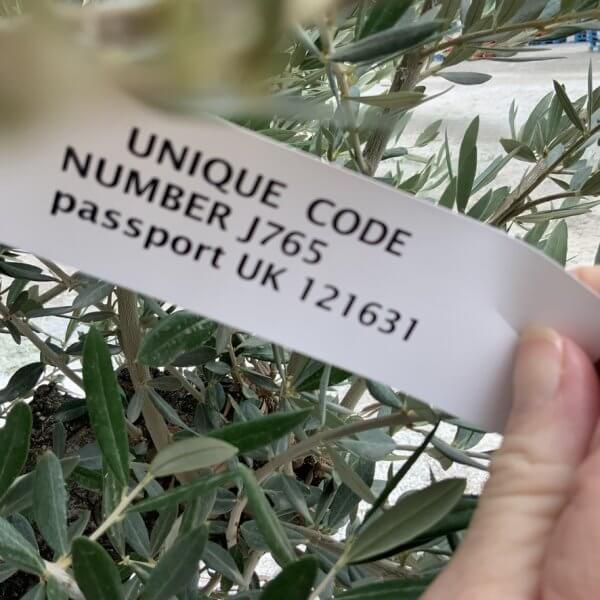 UNIQUE CODE
NUMBER J765
passport UK 121631